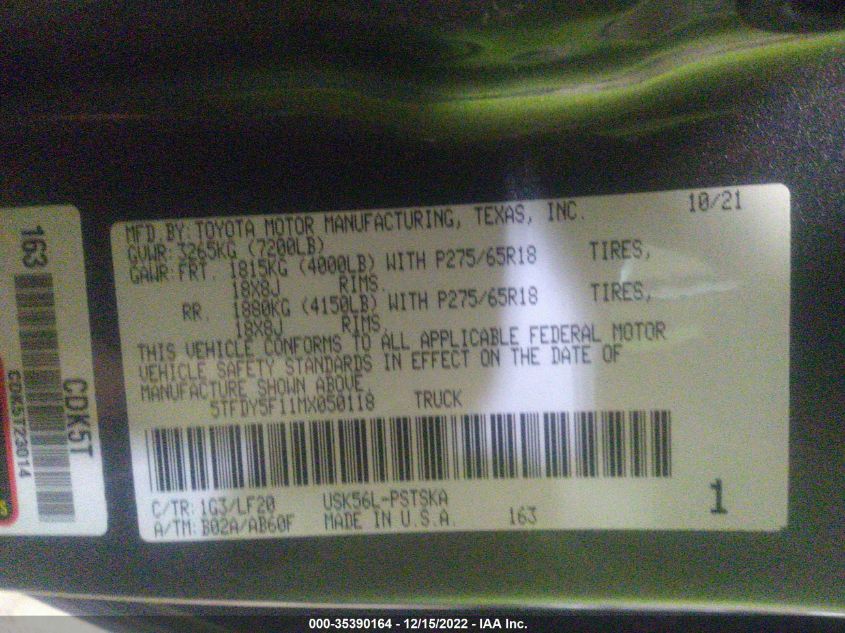 10/21
MFD BY: TOYOTA MOTOR MANUFACTURING, TEXAS, INC.
GVWR: 3265KG (7200LB)
GAWR: FRT. 1815KG (4000LB) WITH P275/65R18 TIRES,
18X8J RIMS.
RR. 1880KG (4150LB) WITH P275/65R18 TIRES,
18X8J RIMS.
THIS VEHICLE CONFORMS TO ALL APPLICABLE FEDERAL MOTOR
VEHICLE SAFETY STANDARDS IN EFFECT ON THE DATE OF
MANUFACTURE SHOWN ABOVE.
5TFDY5F11MX050118 TRUCK
C/TR: 1G3/LF20 USK56L-PSTSKA
A/TM: B02A/AB60F MADE IN U.S.A. 163
1
163
CDK5T
CDK5T23014
S
000-35390164 - 12/15/2022 - IAA Inc.